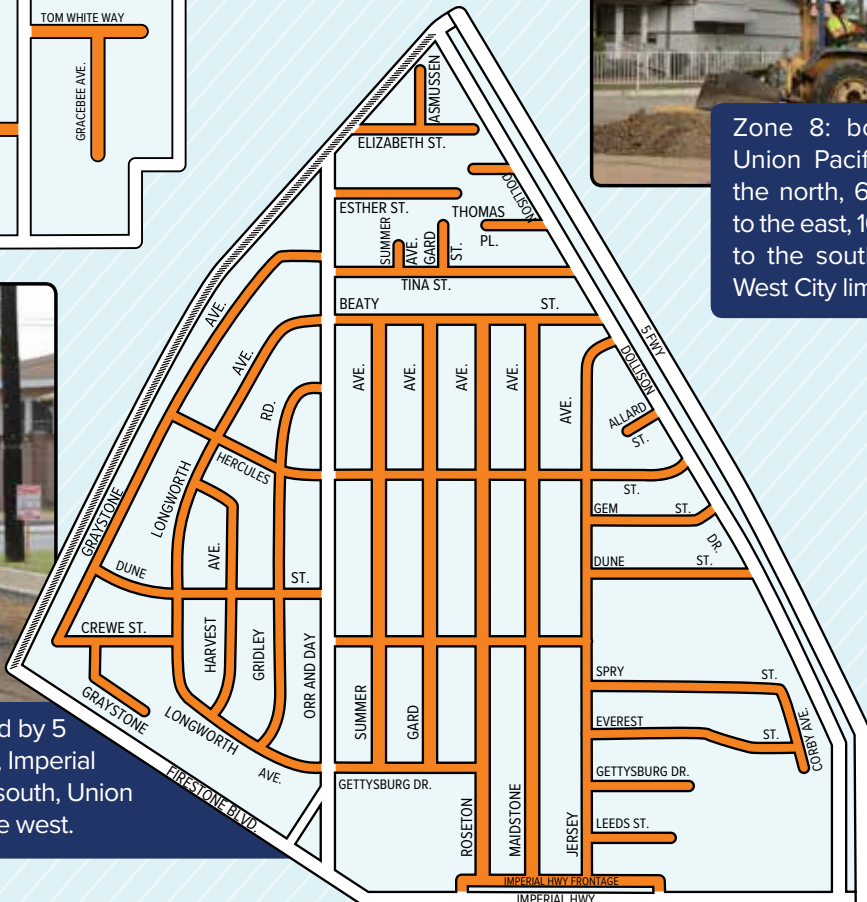 TOM WHITE WAY
GRACEBEE AVE.
Zone 8: bo
Union Pacif
the north, 6
to the east, 1
to the sout
West City lim
ASMUSSEN
ELIZABETH ST.
DOLLISON
ESTHER ST.
THOMAS
PL.
SUMMER
AVE.
GARD
ST.
TINA ST.
BEATY
ST.
AVE.
AVE.
RD.
AVE.
AVE.
AVE.
AVE.
AVE.
5 FWY
DOLLISON
DR.
ALLARD
ST.
HERCULES
ST.
GEM
ST.
GRAYSTONE
LONGWORTH
AVE.
DUNE
ST.
DUNE
ST.
CREWE ST.
HARVEST
GRIDLEY
ORR AND DAY
SUMMER
GARD
SPRY
ST.
EVEREST
ST.
CORBY AVE.
GRAYSTONE
LONGWORTH
AVE.
FIRESTONE BLVD.
GETTYSBURG DR.
GETTYSBURG DR.
LEEDS ST.
ROSETON
MAIDSTONE
JERSEY
IMPERIAL HWY FRONTAGE
IMPERIAL HWY
d by 5
, Imperial
south, Union
e west.